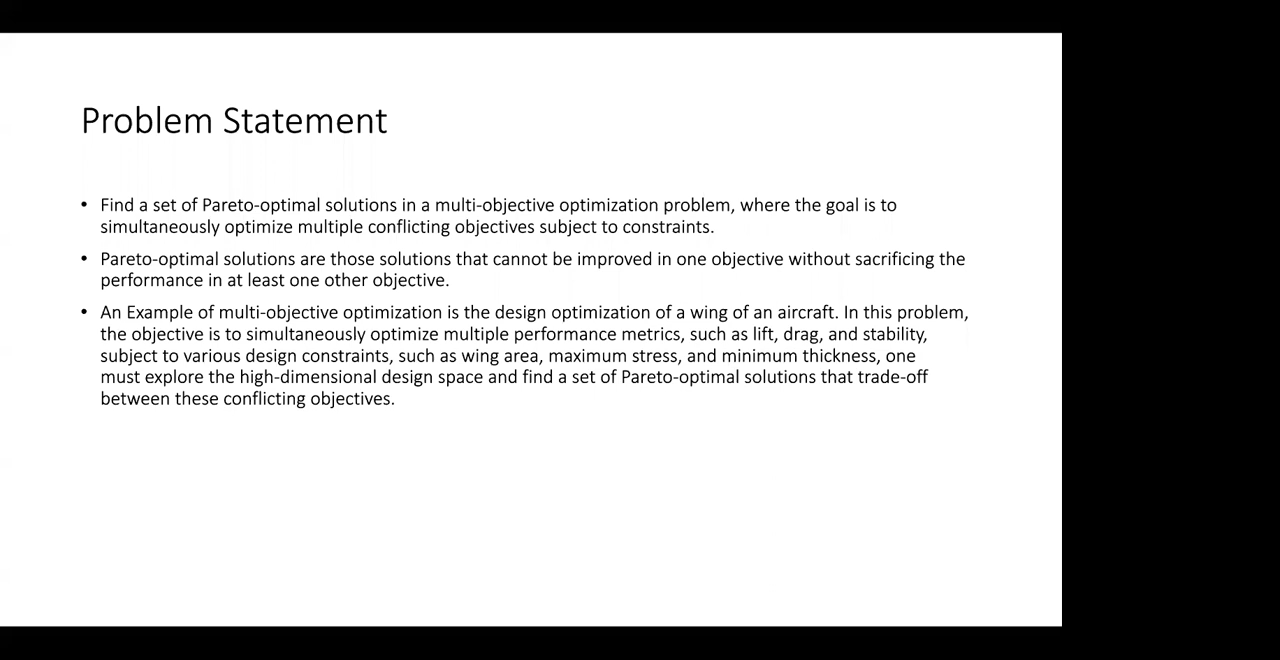 Problem Statement
• Find a set of Pareto-optimal solutions in a multi-objective optimization problem, where the goal is to
simultaneously optimize multiple conflicting objectives subject to constraints.
• Pareto-optimal solutions are those solutions that cannot be improved in one objective without sacrificing the
performance in at least one other objective.
• An Example of multi-objective optimization is the design optimization of a wing of an aircraft. In this problem,
the objective is to simultaneously optimize multiple performance metrics, such as lift, drag, and stability,
subject to various design constraints, such as wing area, maximum stress, and minimum thickness, one
must explore the high-dimensional design space and find a set of Pareto-optimal solutions that trade-off
between these conflicting objectives.